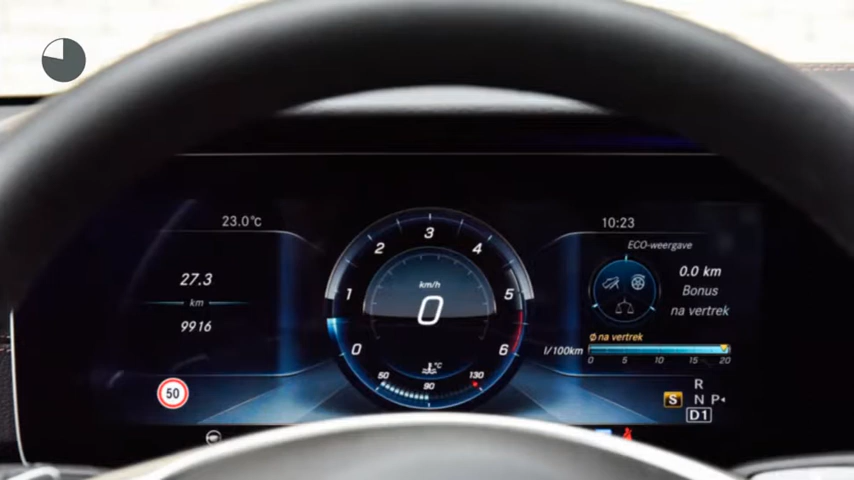 23.0°C
10:23
27.3
km
9916
50
0
1
2
3
4
5
6
km/h
0
°C
50
90
130
ECO-weergave
0.0 km
Bonus
na vertrek
Ø na vertrek
l/100km
0 5 10 15 20
R
S N P
D1